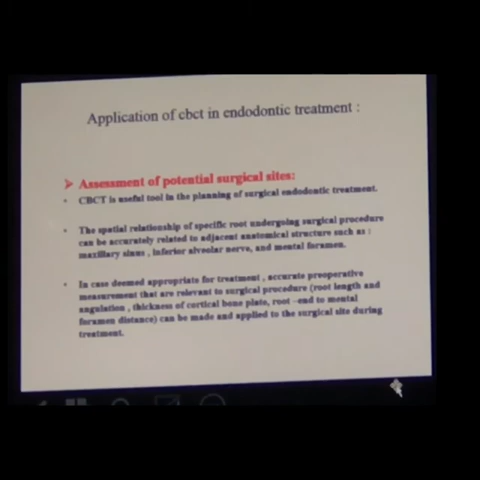 Application of cbct in endodontic treatment :
➢ Assessment of potential surgical sites:
• CBCT is useful tool in the planning of surgical endodontic treatment.
• The spatial relationship of specific root undergoing surgical procedure
can be accurately related to adjacent anatomical structure such as :
maxillary sinus , inferior alveolar nerve, and mental foramen.
• In case deemed appropriate for treatment , accurate preoperative
measurement that are relevant to surgical procedure (root length and
angulation , thickness of cortical bone plate, root –end to mental
foramen distance) can be made and applied to the surgical site during
treatment.